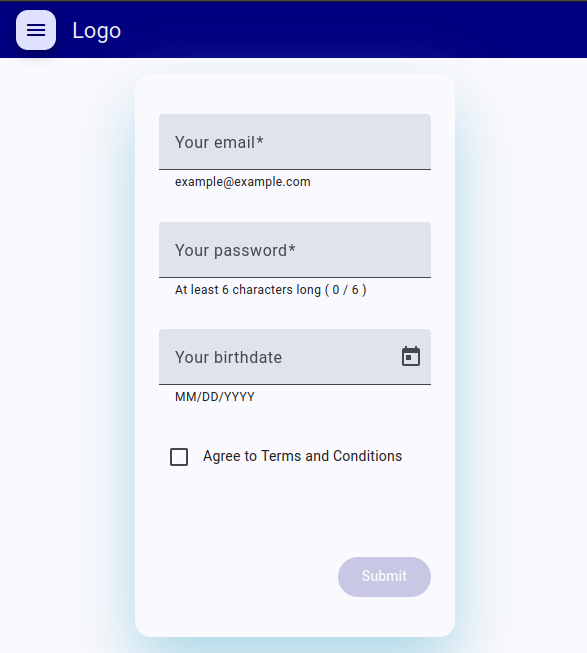 Logo
Your email*
example@example.com
Your password*
At least 6 characters long ( 0 / 6 )
Your birthdate
MM/DD/YYYY
Agree to Terms and Conditions
Submit